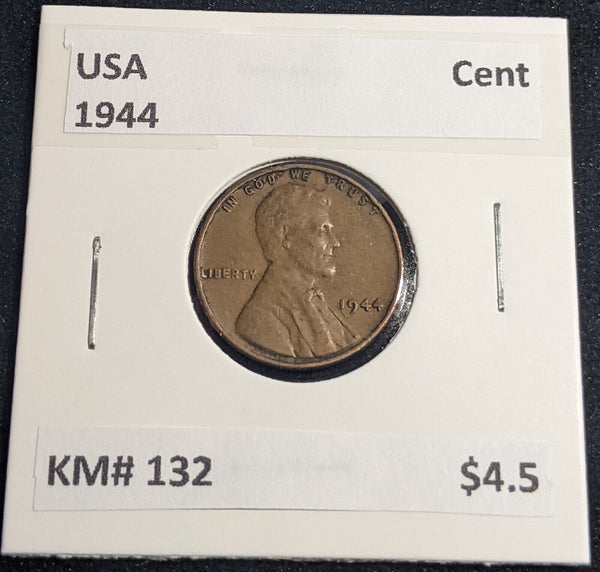 USA Cent
1944
IN GOD WE TRUST
LIBERTY
1944
KM# 132 $4.5